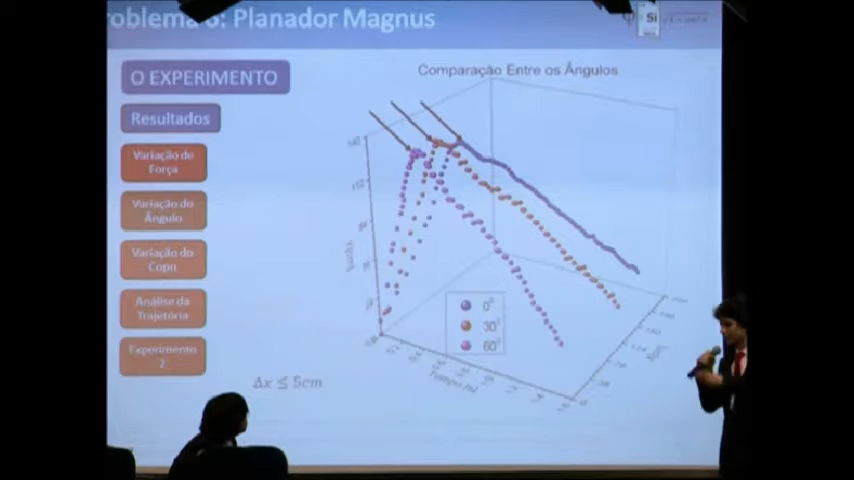 roblema 6: Planador Magnus
Si
O EXPERIMENTO
Comparação Entre os Ângulos
Resultados
Variação de
Força
Variação do
Ângulo
Variação do
Copo
Análise da
Trajetória
Experimento
2
0°
30°
60°
Δx ≤ 5cm